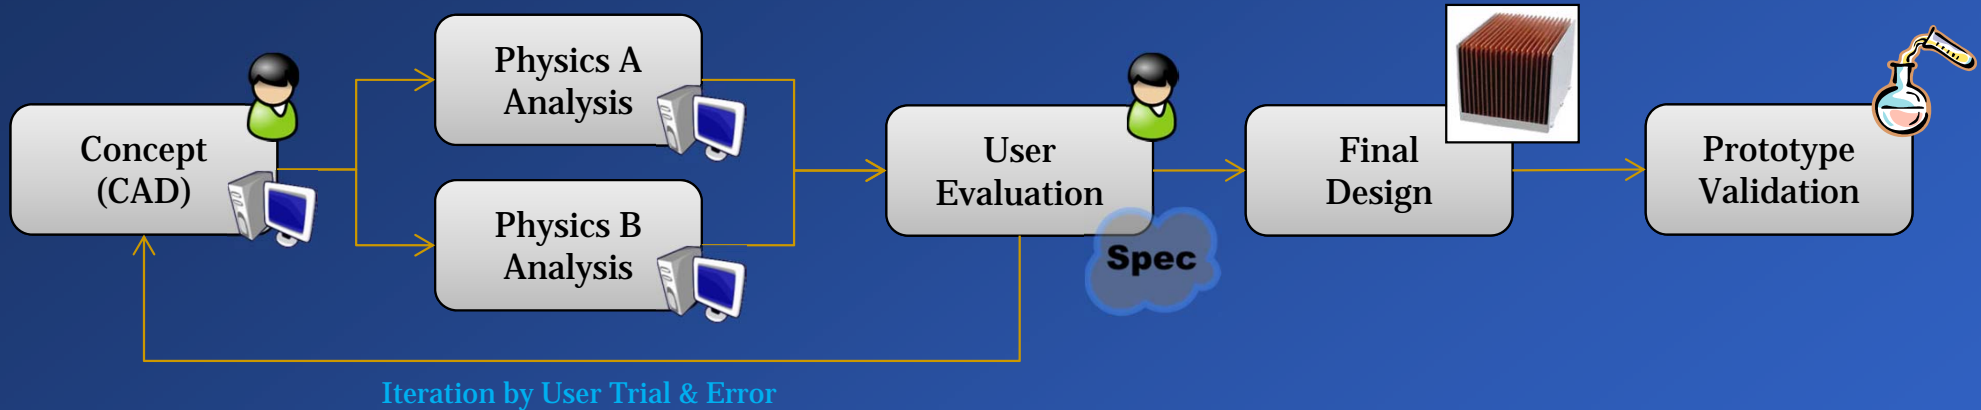 Concept
(CAD)
Physics A
Analysis
Physics B
Analysis
User
Evaluation
Spec
Final
Design
Prototype
Validation
Iteration by User Trial & Error